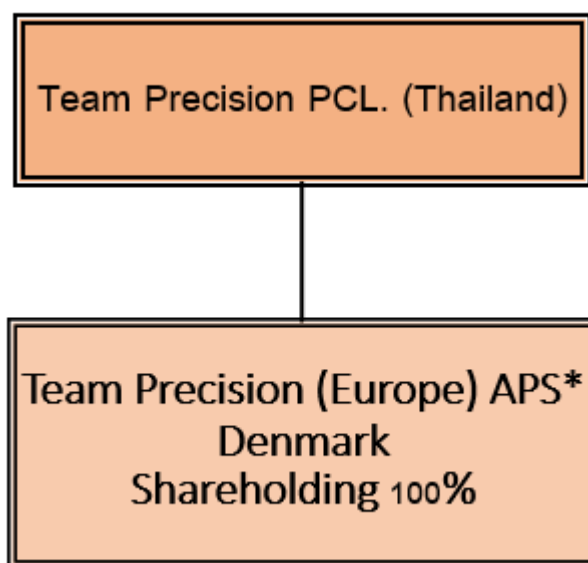 Team Precision PCL. (Thailand)
Team Precision (Europe) APS*
Denmark
Shareholding 100%